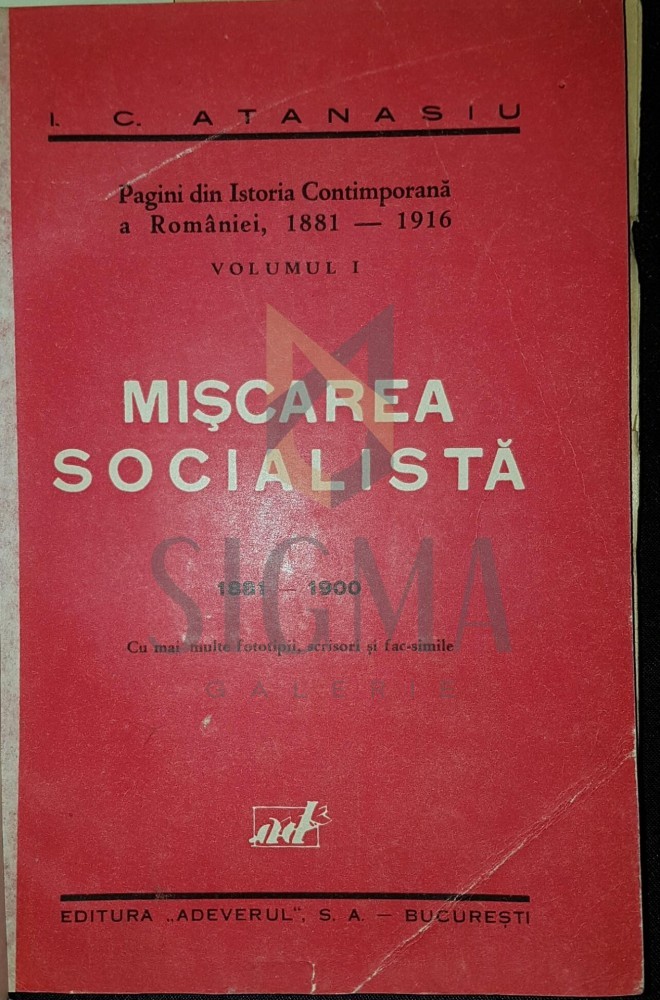 I. C. ATANASIU
Pagini din Istoria Contimporană
a României, 1881 — 1916
VOLUMUL I
MIŞCAREA
SOCIALISTĂ
SIGMA
1881 — 1900
Cu mai multe fototipii, scrisori şi fac-simile
GALERIE
ad
EDITURA „ADEVERUL", S. A. — BUCUREŞTI